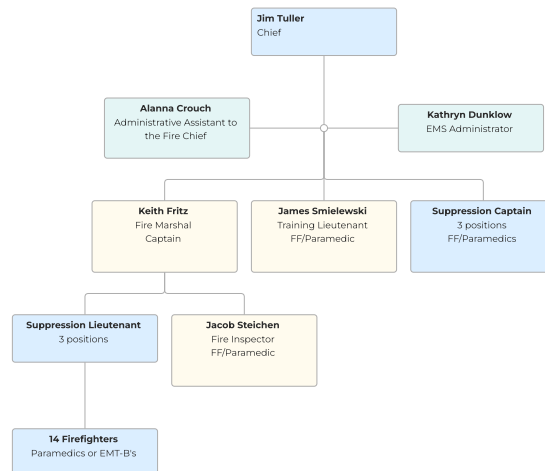 Jim Tuller
Chief
Alanna Crouch
Administrative Assistant to
the Fire Chief
Kathryn Dunklow
EMS Administrator
Keith Fritz
Fire Marshal
Captain
James Smielewski
Training Lieutenant
FF/Paramedic
Suppression Captain
3 positions
FF/Paramedics
Suppression Lieutenant
3 positions
Jacob Steichen
Fire Inspector
FF/Paramedic
14 Firefighters
Paramedics or EMT-B's